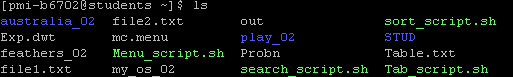 [pmi-b6702@students ~]$ ls
australia_02 file2.txt out sort_script.sh
Exp.dwt mc.menu play_02 STUD
feathers_02 Menu_script.sh Probn Table.txt
file1.txt my_os_02 search_script.sh Tab_script.sh